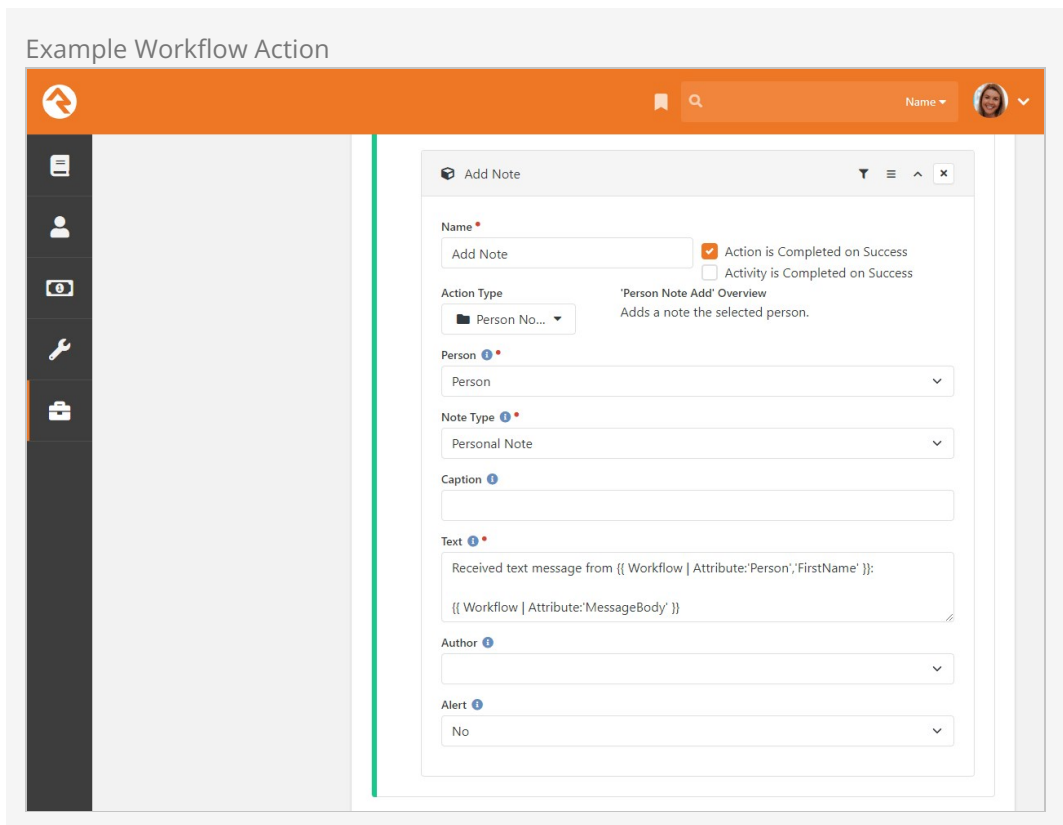 Example Workflow Action
Name
Add Note
Name
Add Note
Action is Completed on Success
Activity is Completed on Success
Action Type
'Person Note Add' Overview
Person No...
Adds a note the selected person.
Person
Person
Note Type
Personal Note
Caption
Text
Received text message from {{ Workflow | Attribute:'Person','FirstName' }}:
{{ Workflow | Attribute:'MessageBody' }}
Author
Alert
No